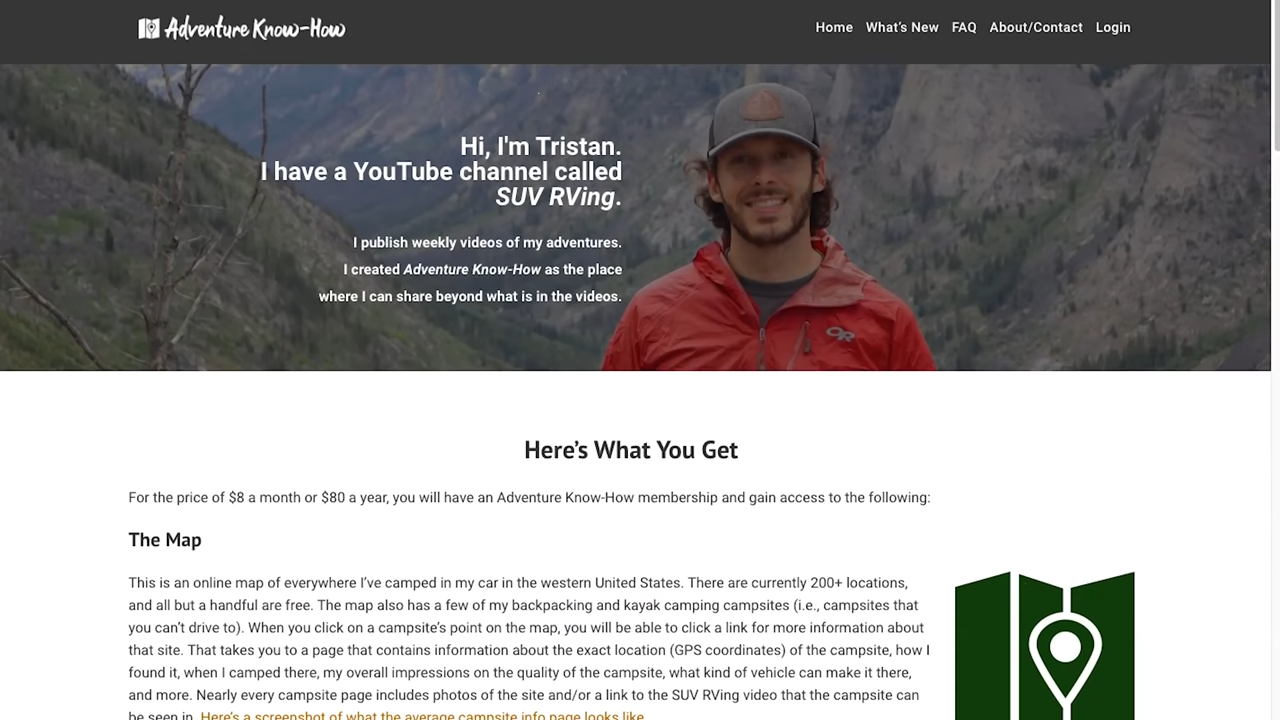 Adventure Know-How
Home What's New FAQ About/Contact Login
Hi, I'm Tristan.
I have a YouTube channel called
SUV RVing.
I publish weekly videos of my adventures.
I created Adventure Know-How as the place
where I can share beyond what is in the videos.
OR
Here's What You Get
For the price of $8 a month or $80 a year, you will have an Adventure Know-How membership and gain access to the following:
The Map
This is an online map of everywhere I've camped in my car in the western United States. There are currently 200+ locations,
and all but a handful are free. The map also has a few of my backpacking and kayak camping campsites (i.e., campsites that
you can't drive to). When you click on a campsite's point on the map, you will be able to click a link for more information about
that site. That takes you to a page that contains information about the exact location (GPS coordinates) of the campsite, how I
found it, when I camped there, my overall impressions on the quality of the campsite, what kind of vehicle can make it there,
and more. Nearly every campsite page includes photos of the site and/or a link to the SUV RVing video that the campsite can
be seen in. Here's a screenshot of what the average campsite info page looks like.